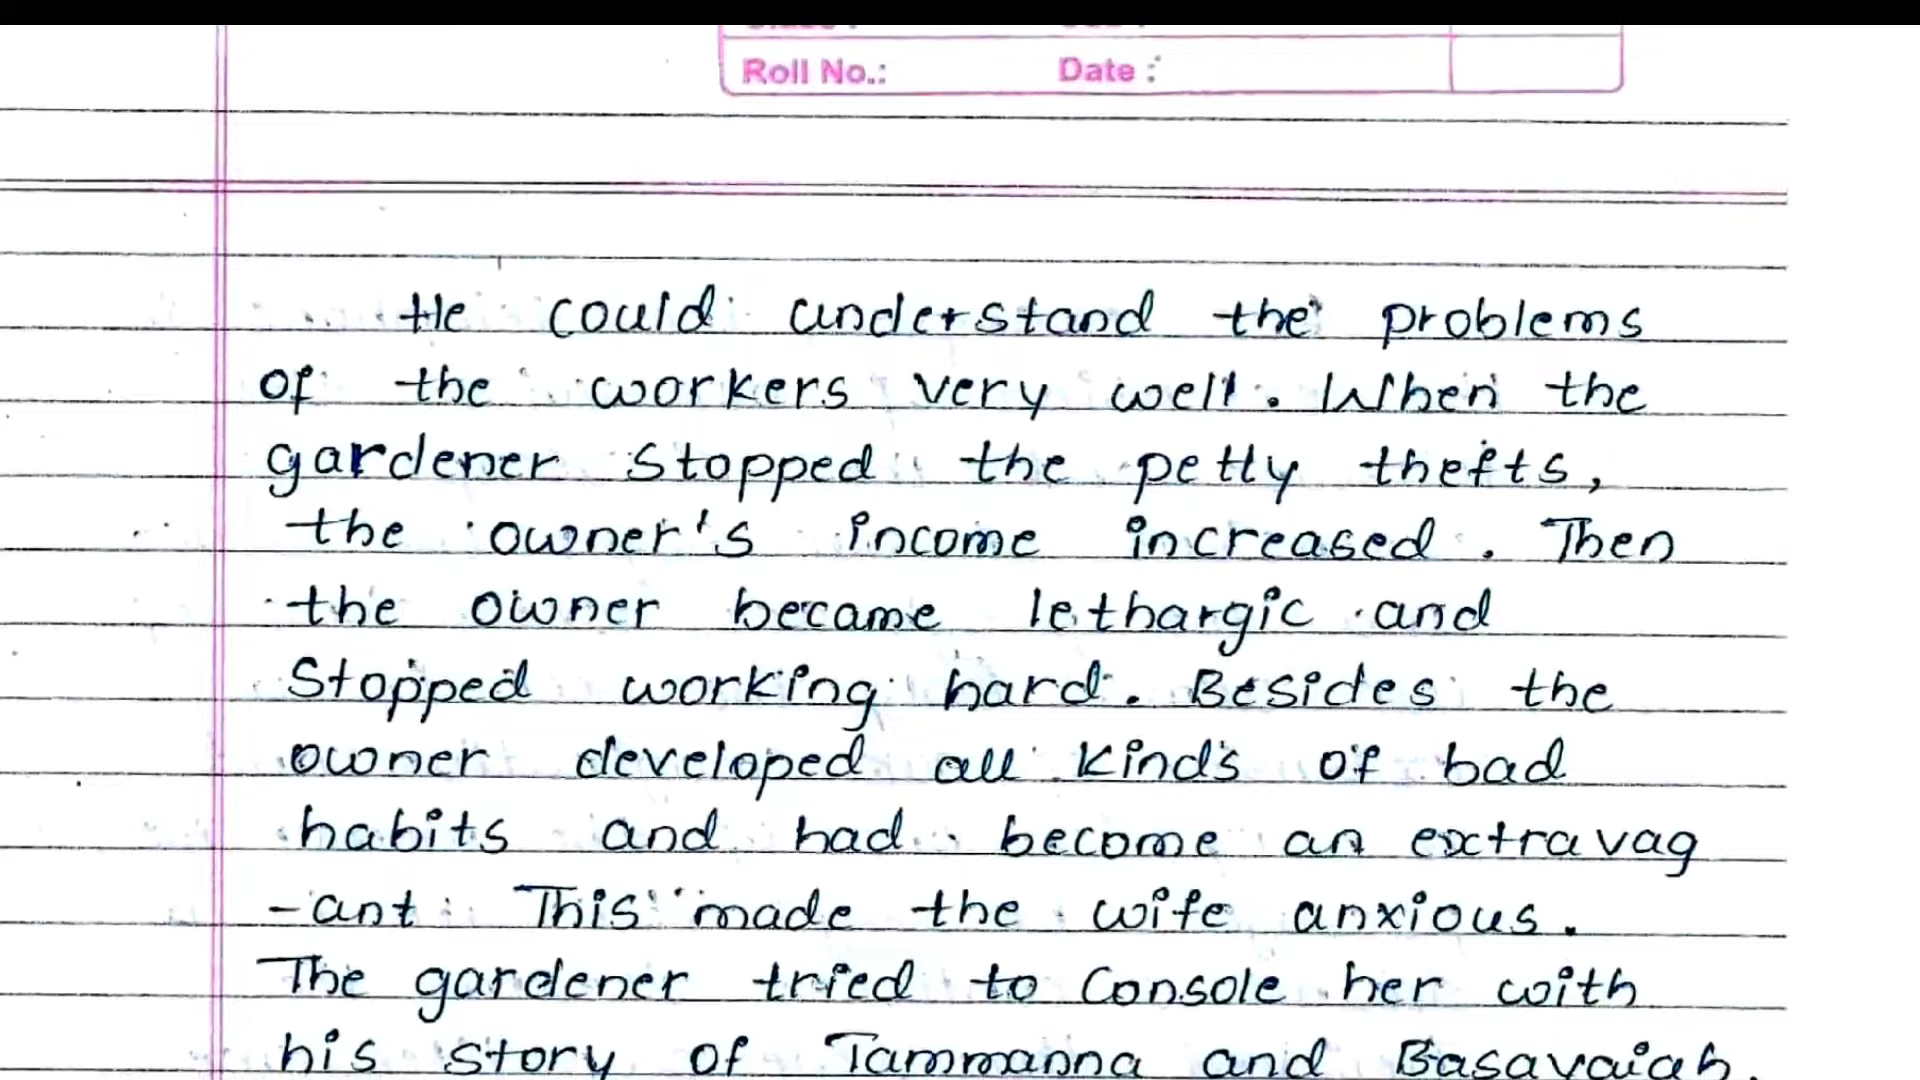 Roll No.: Date :
He could understand the problems
of the workers very well. When the
gardener stopped the petty thefts,
the owner's income increased. Then
the owner became lethargic and
Stopped working hard. Besides the
owner developed all kinds of bad
habits and had become an extravag
-ant. This made the wife anxious.
The gardener tried to Console her with
his story of Tammanna and Basavaiah.